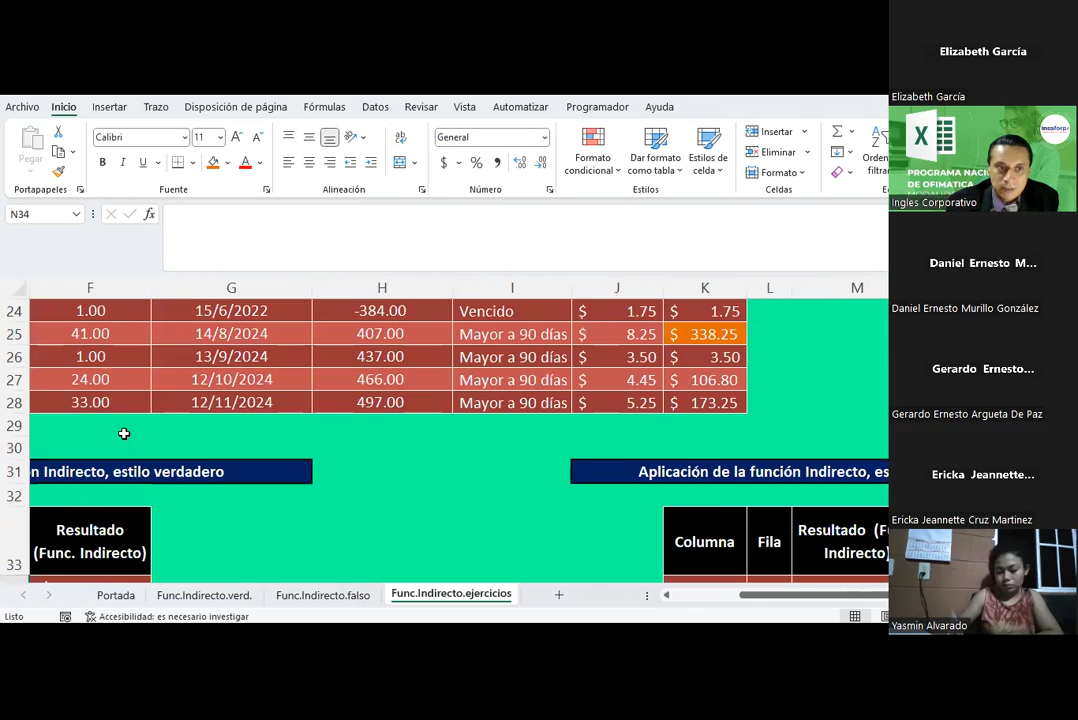 Archivo Inicio Insertar Trazo Disposición de página Fórmulas Datos Revisar Vista Automatizar Programador Ayuda
Pegar
Calibri 11
N K S
ab
General
$ % ,
Formato condicional
Dar formato como tabla
Estilos de celda
Insertar
Eliminar
Formato
Orden
filtrar
Portapapeles Fuente Alineación Número Estilos Celdas
N34 fx
F G H I J K L M
24 1.00 15/6/2022 -384.00 Vencido $ 1.75 $ 1.75
25 41.00 14/8/2024 407.00 Mayor a 90 días $ 8.25 $ 338.25
26 1.00 13/9/2024 437.00 Mayor a 90 días $ 3.50 $ 3.50
27 24.00 12/10/2024 466.00 Mayor a 90 días $ 4.45 $ 106.80
28 33.00 12/11/2024 497.00 Mayor a 90 días $ 5.25 $ 173.25
29
30
31 n Indirecto, estilo verdadero Aplicación de la función Indirecto, es
32
33 Resultado (Func. Indirecto) Columna Fila Resultado (F Indirecto)
Portada Func.Indirecto.verd. Func.Indirecto.falso Func.Indirecto.ejercicios
Listo Accesibilidad: es necesario investigar
Elizabeth García
Elizabeth García
X
insaforp
PROGRAMA NAC
DE OFIMÁTICA
Ingles Corporativo
Daniel Ernesto M...
Daniel Ernesto Murillo González
Gerardo Ernesto...
Gerardo Ernesto Argueta De Paz
Ericka Jeannette...
Ericka Jeannette Cruz Martinez
Yasmin Alvarado